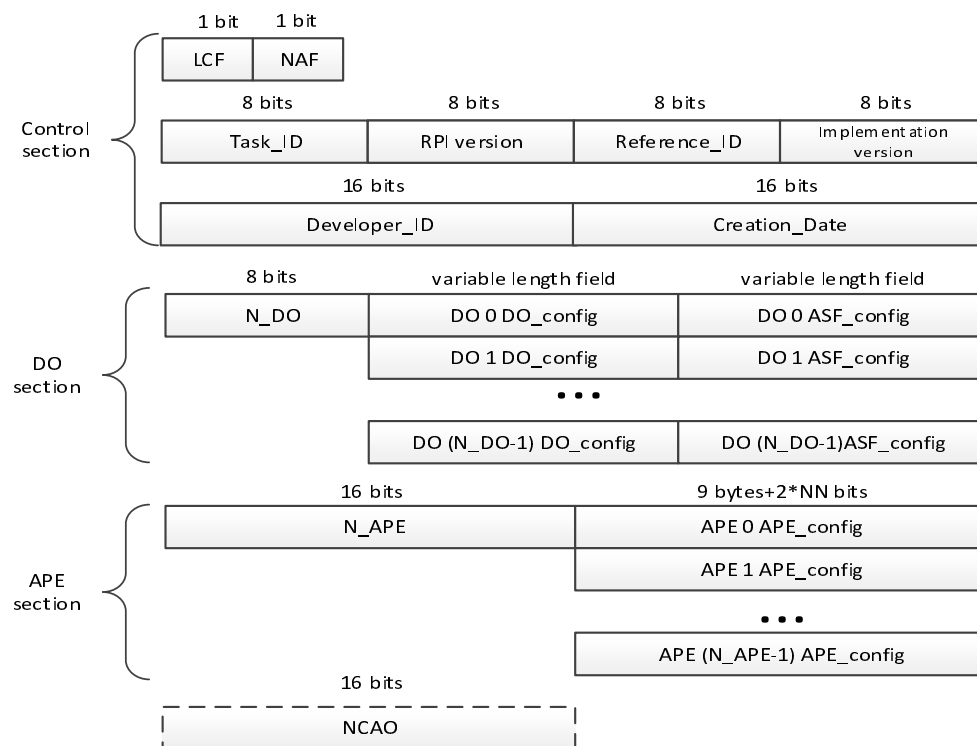 1 bit 1 bit
LCF NAF
8 bits 8 bits 8 bits 8 bits
Control
section
Task_ID RPI version Reference_ID Implementation
version
16 bits 16 bits
Developer_ID Creation_Date
8 bits variable length field variable length field
N_DO DO 0 DO_config DO 0 ASF_config
DO 1 DO_config DO 1 ASF_config
DO
section
...
DO (N_DO-1) DO_config DO (N_DO-1)ASF_config
16 bits 9 bytes+2*NN bits
N_APE APE 0 APE_config
APE 1 APE_config
APE
section
...
APE (N_APE-1) APE_config
16 bits
NCAO